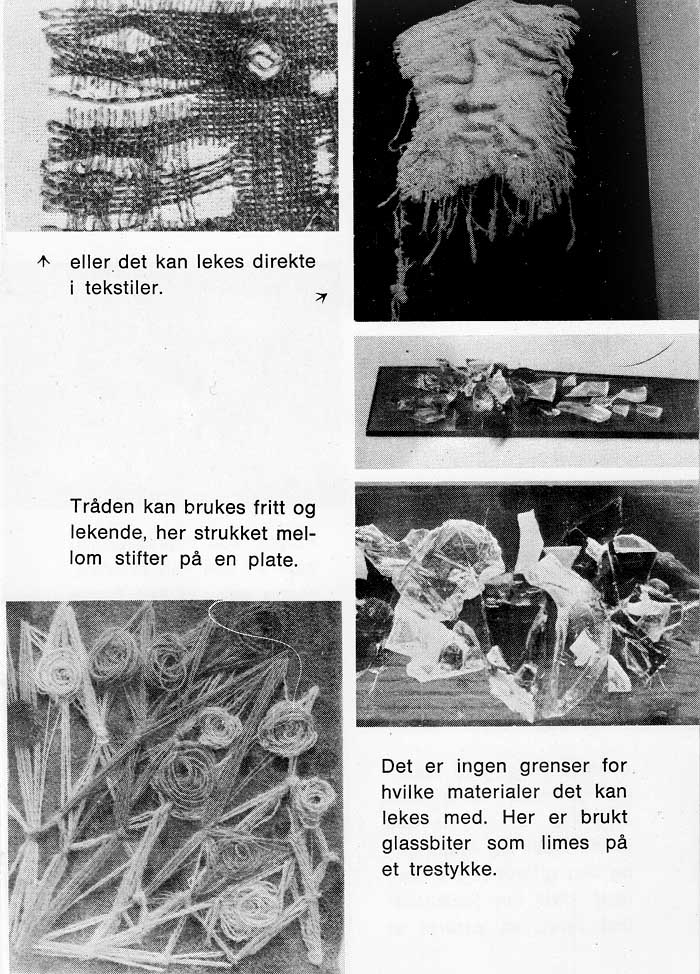 eller det kan lekes direkte
i tekstiler.
Tråden kan brukes fritt og
lekende, her strukket mel-
lom stifter på en plate.
Det er ingen grenser for
hvilke materialer det kan
lekes med. Her er brukt
glassbiter som limes på
et trestykke.